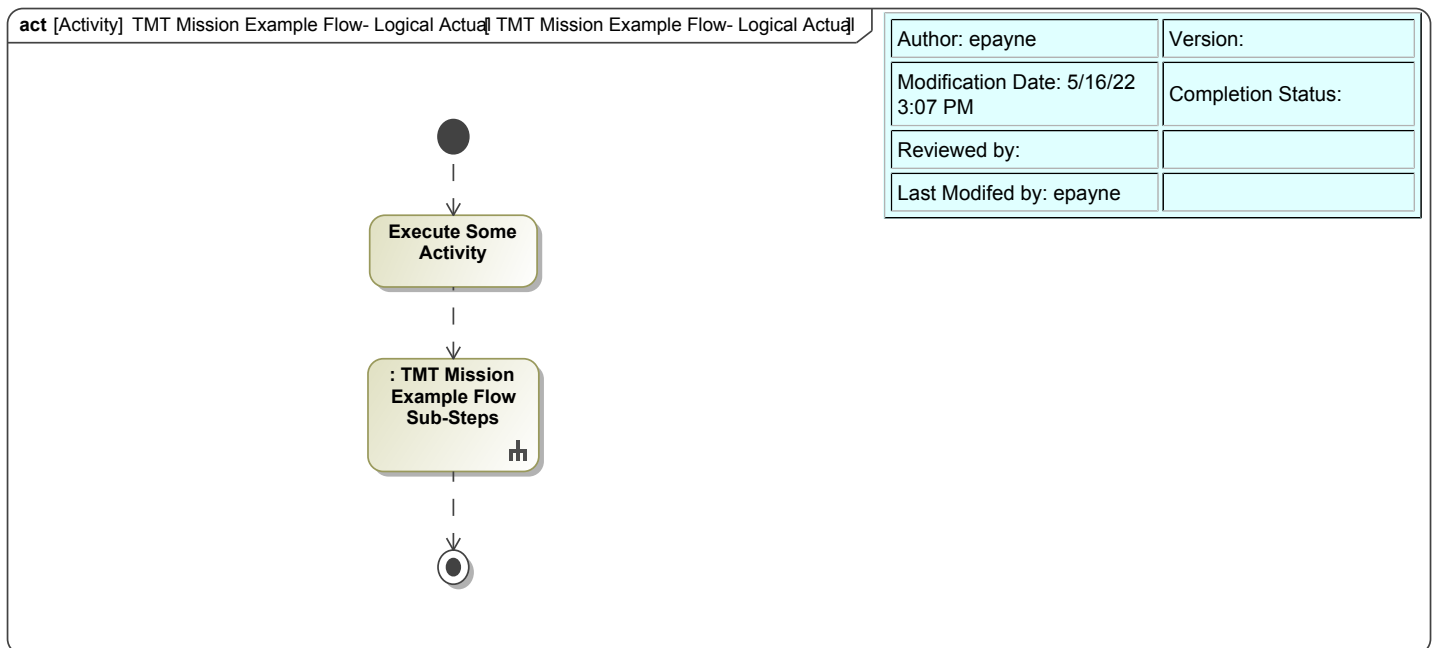 act [Activity] TMT Mission Example Flow- Logical Actual[ TMT Mission Example Flow- Logical Actual]
Author: epayne
Version:
Modification Date: 5/16/22
3:07 PM
Completion Status:
Reviewed by:
Last Modifed by: epayne
Execute Some
Activity
: TMT Mission
Example Flow
Sub-Steps